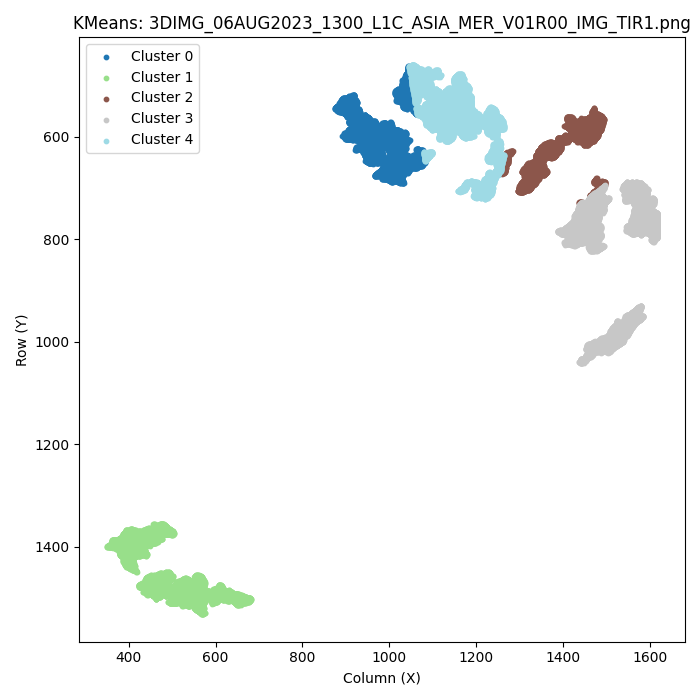 KMeans: 3DIMG_06AUG2023_1300_L1C_ASIA_MER_V01R00_IMG_TIR1.png
Cluster 0
Cluster 1
Cluster 2
Cluster 3
Cluster 4
600
800
1000
1200
1400
Row (Y)
400 600 800 1000 1200 1400 1600
Column (X)